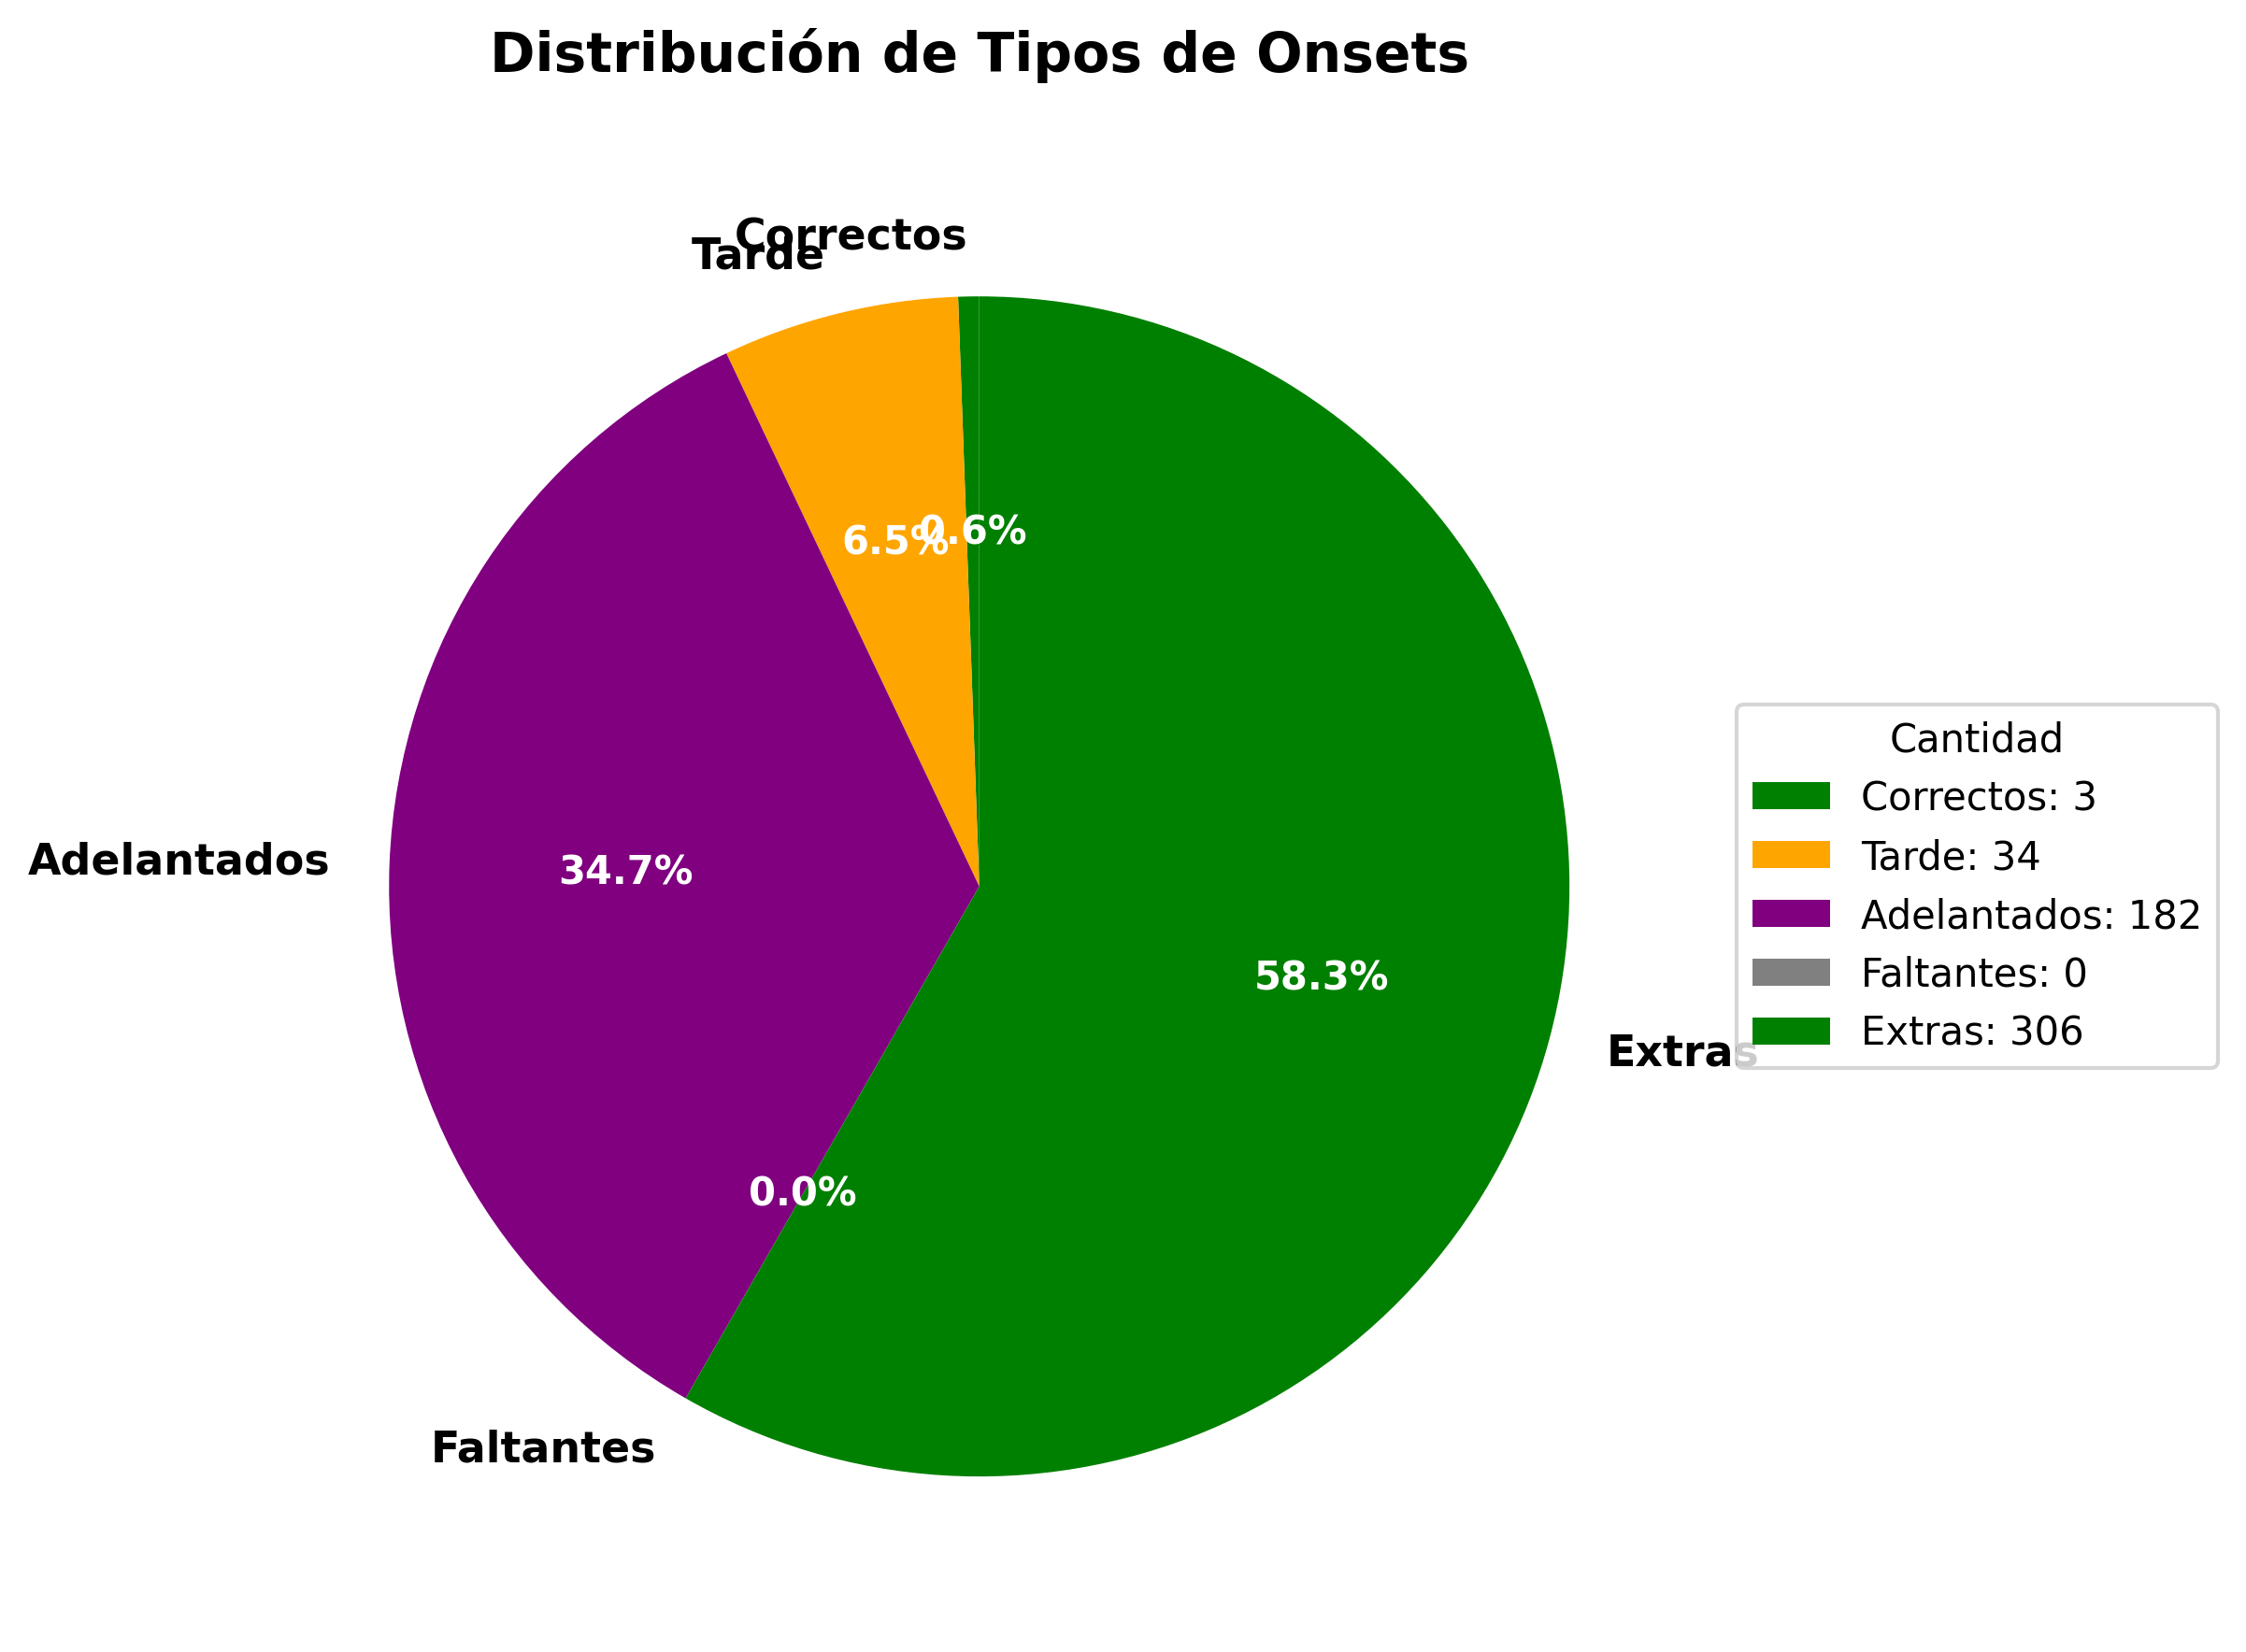 Distribución de Tipos de Onsets
Correctos
Tarde
6.5%
0.6%
Adelantados
34.7%
58.3%
Extras
0.0%
Faltantes
Cantidad
Correctos: 3
Tarde: 34
Adelantados: 182
Faltantes: 0
Extras: 306